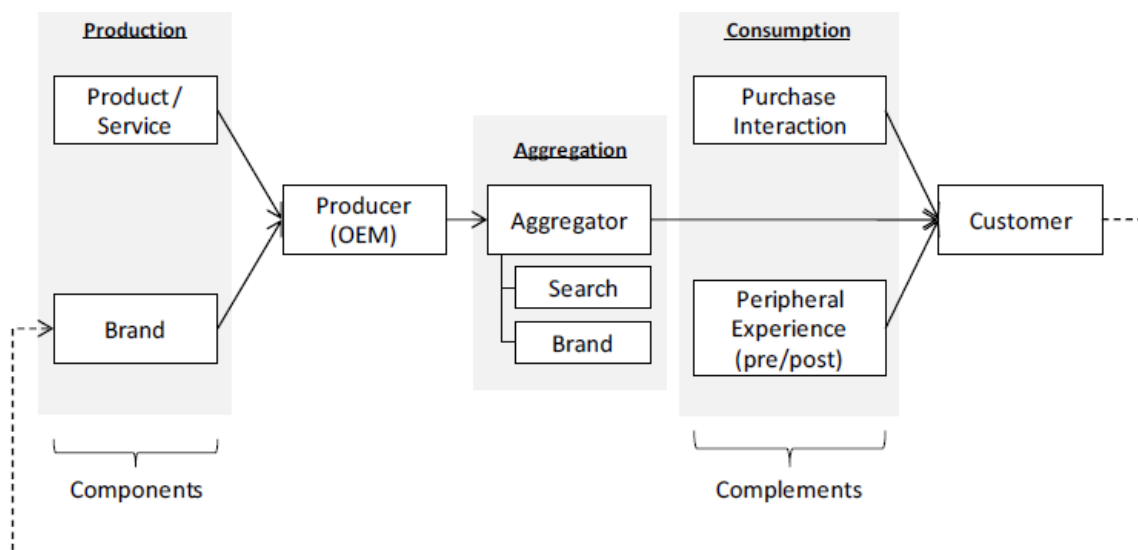 Production
Product /
Service
Brand
Components
Producer
(OEM)
Aggregation
Aggregator
Search
Brand
Consumption
Purchase
Interaction
Peripheral
Experience
(pre/post)
Complements
Customer